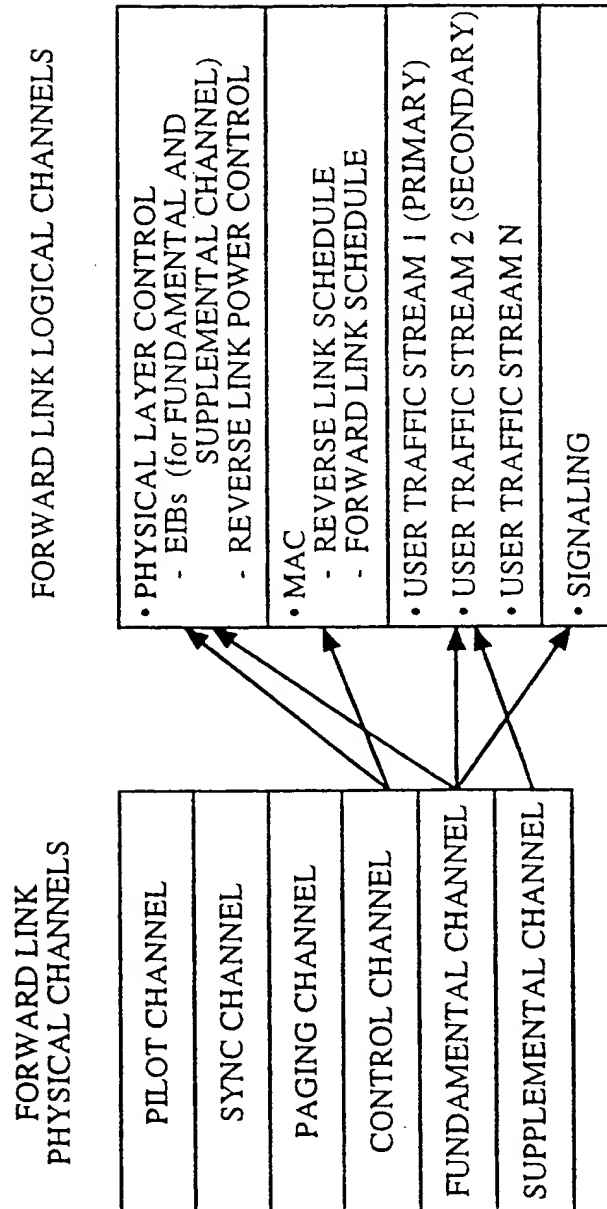 FORWARD LINK
PHYSICAL CHANNELS
PILOT CHANNEL
SYNC CHANNEL
PAGING CHANNEL
CONTROL CHANNEL
FUNDAMENTAL CHANNEL
SUPPLEMENTAL CHANNEL
FORWARD LINK LOGICAL CHANNELS
• PHYSICAL LAYER CONTROL
- EIBs (for FUNDAMENTAL AND
SUPPLEMENTAL CHANNEL)
- REVERSE LINK POWER CONTROL
• MAC
- REVERSE LINK SCHEDULE
- FORWARD LINK SCHEDULE
• USER TRAFFIC STREAM 1 (PRIMARY)
• USER TRAFFIC STREAM 2 (SECONDARY)
• USER TRAFFIC STREAM N
• SIGNALING